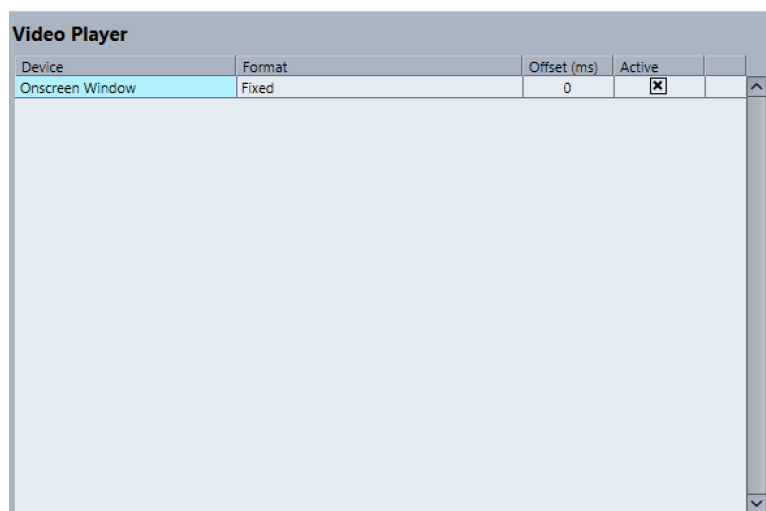 Video Player
Device Format Offset (ms) Active
Onscreen Window Fixed 0